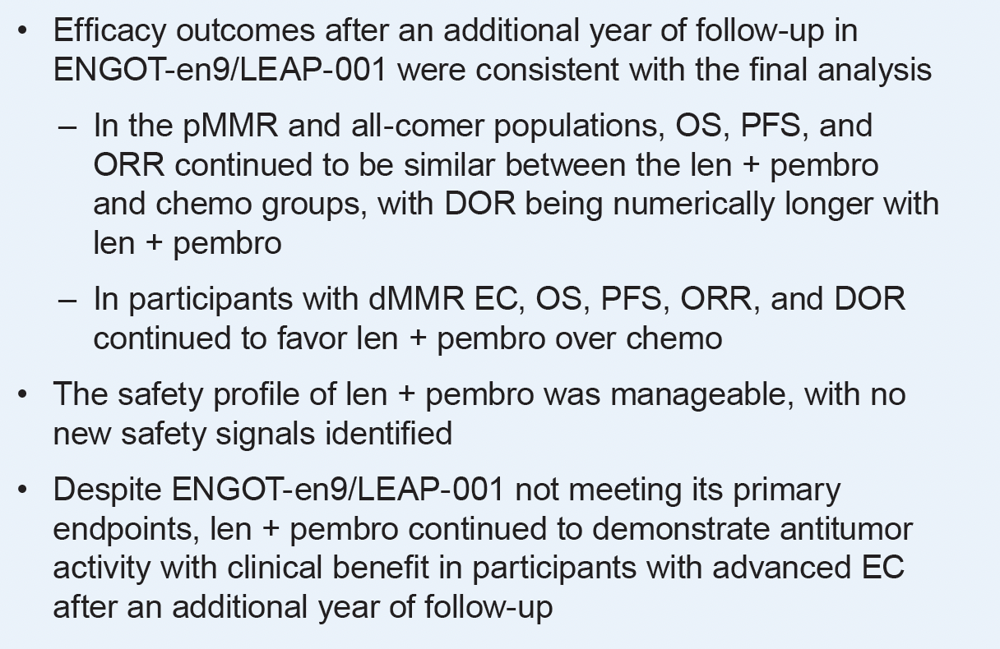 • Efficacy outcomes after an additional year of follow-up in
ENGOT-en9/LEAP-001 were consistent with the final analysis
– In the pMMR and all-comer populations, OS, PFS, and
ORR continued to be similar between the len + pembro
and chemo groups, with DOR being numerically longer with
len + pembro
– In participants with dMMR EC, OS, PFS, ORR, and DOR
continued to favor len + pembro over chemo
• The safety profile of len + pembro was manageable, with no
new safety signals identified
• Despite ENGOT-en9/LEAP-001 not meeting its primary
endpoints, len + pembro continued to demonstrate antitumor
activity with clinical benefit in participants with advanced EC
after an additional year of follow-up